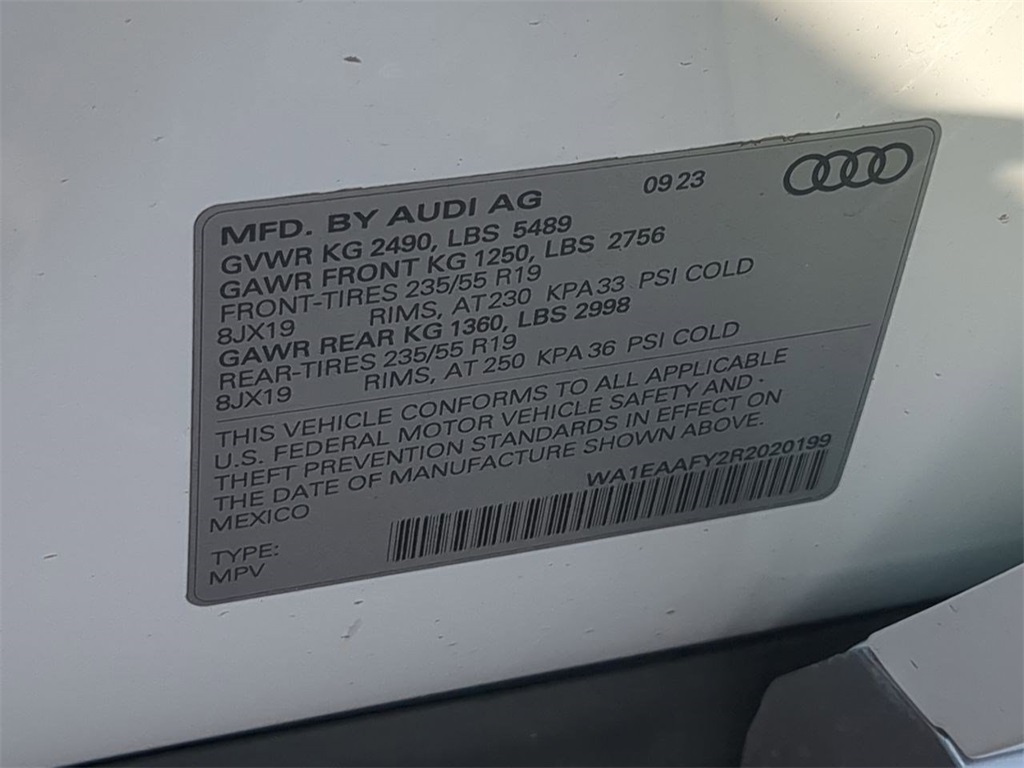 MFD. BY AUDI AG 09 23
GVWR KG 2490, LBS 5489
GAWR FRONT KG 1250, LBS 2756
FRONT-TIRES 235/55 R19
8JX19 RIMS, AT 230 KPA 33 PSI COLD
GAWR REAR KG 1360, LBS 2998
REAR-TIRES 235/55 R19
8JX19 RIMS, AT 250 KPA 36 PSI COLD
THIS VEHICLE CONFORMS TO ALL APPLICABLE
U.S. FEDERAL MOTOR VEHICLE SAFETY AND
THEFT PREVENTION STANDARDS IN EFFECT ON
THE DATE OF MANUFACTURE SHOWN ABOVE.
MEXICO WA1EAAFY2R2020199
TYPE:
MPV